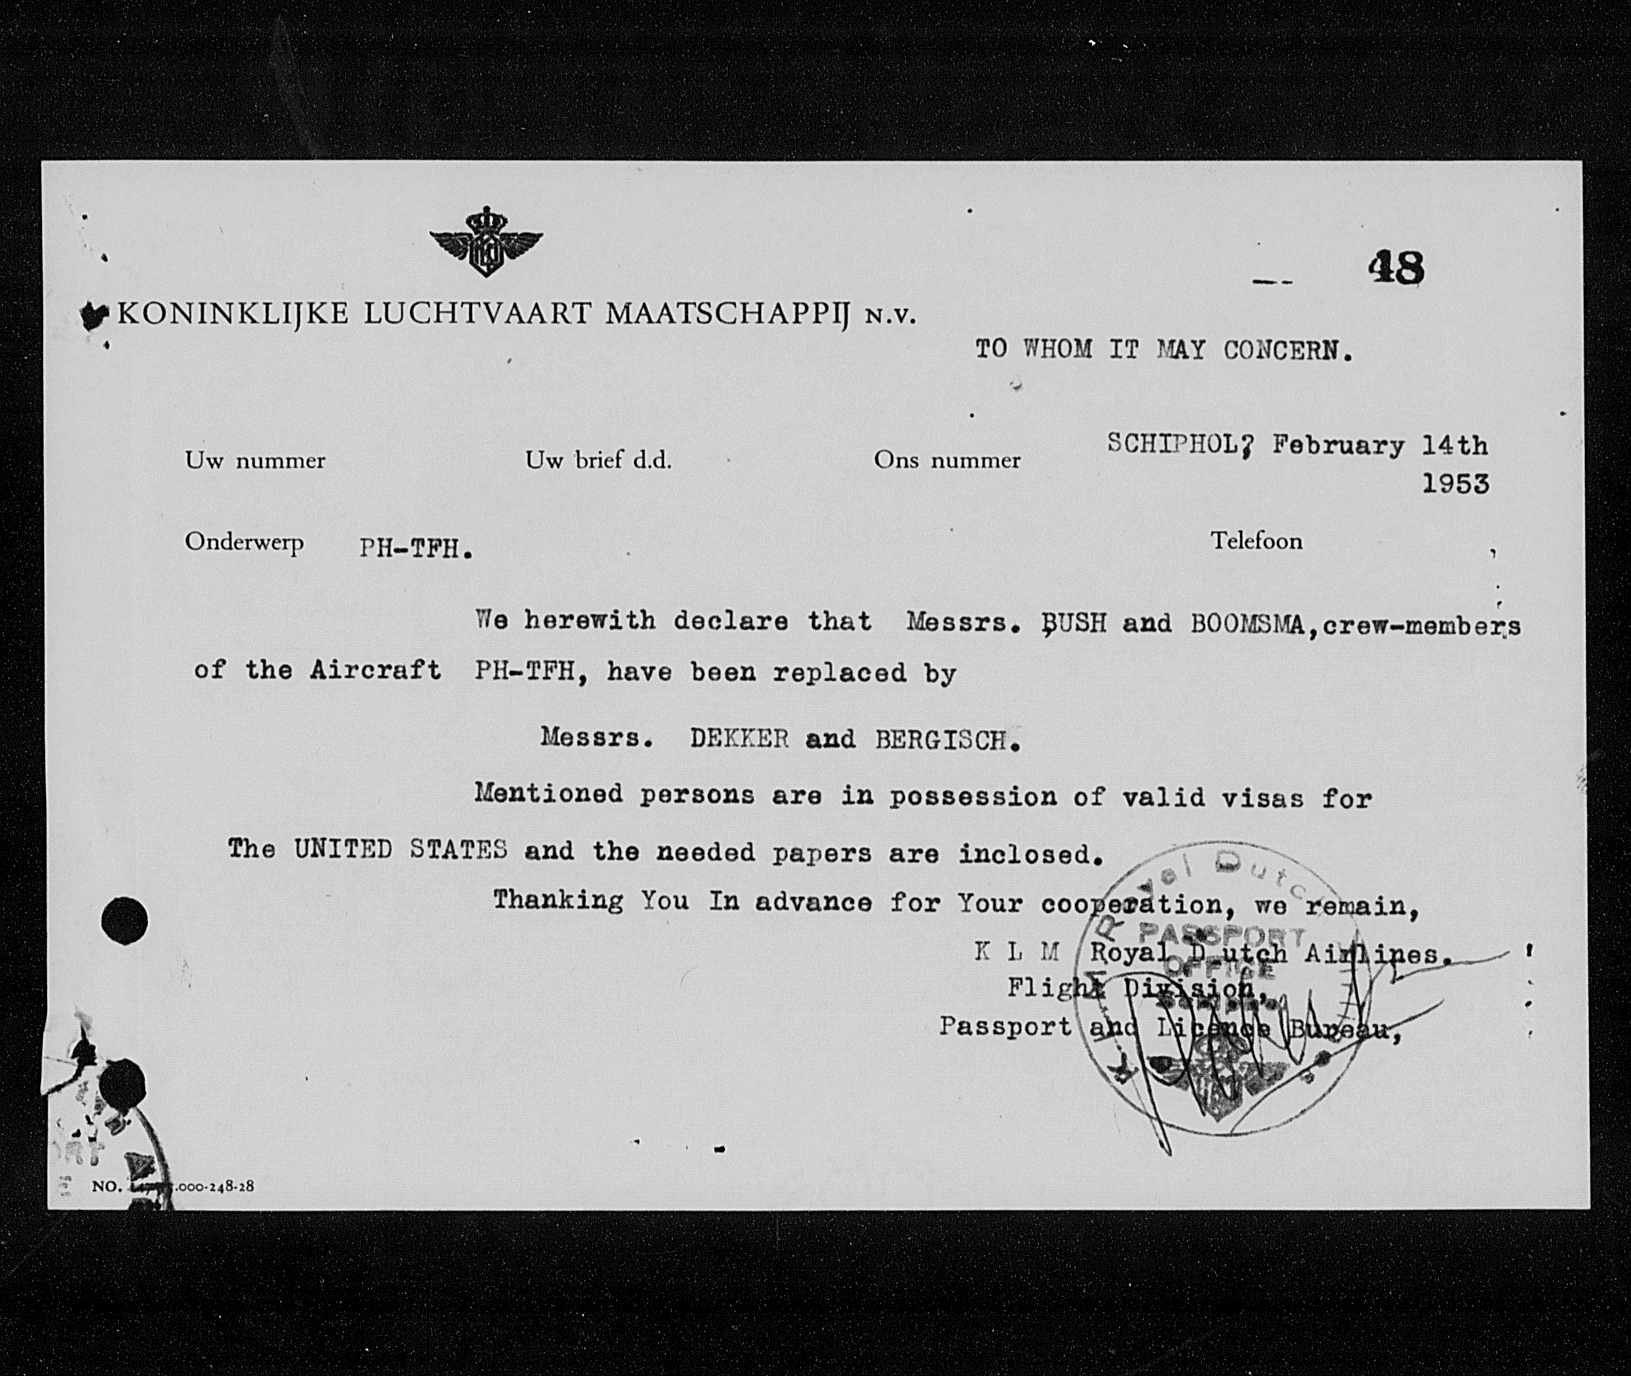 48
KONINKLIJKE LUCHTVAART MAATSCHAPPIJ N.V.
TO WHOM IT MAY CONCERN.
SCHIPHOL, February 14th
1953
Uw nummer Uw brief d.d. Ons nummer
Onderwerp PH-TFH. Telefoon
We herewith declare that Messrs. BUSH and BOOMSMA,crew-members
of the Aircraft PH-TFH, have been replaced by
Messrs. DEKKER and BERGISCH.
Mentioned persons are in possession of valid visas for
The UNITED STATES and the needed papers are inclosed.
Thanking You In advance for Your cooperation, we remain,
K L M Royal D utch Airlines.
Flight Division,
Passport and Licence Bureau,
K L M Royal Dutch
PASSPORT
OFFICE
NO. .000-248-28